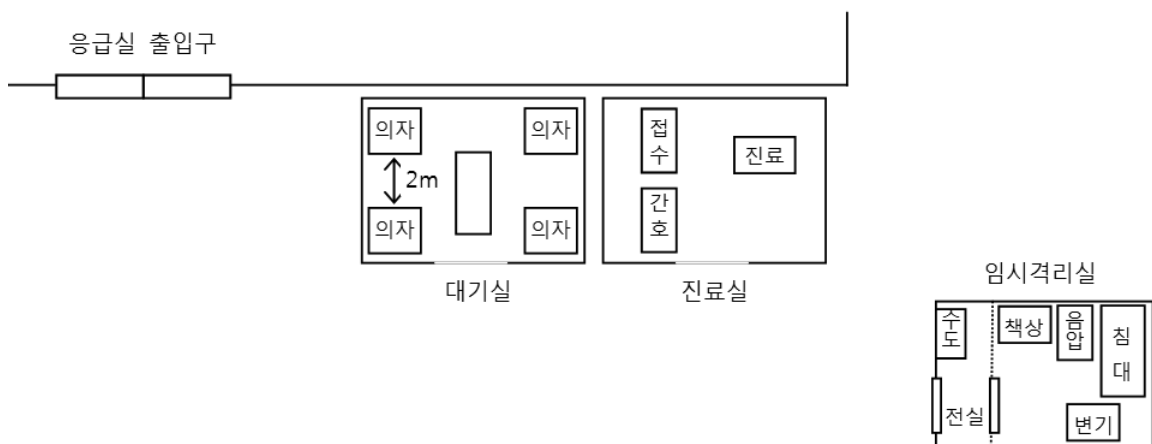 응급실 출입구
의자
의자
2m
의자
의자
대기실
접수
간호
진료
진료실
임시격리실
수도
책상
음압
침대
전실
변기